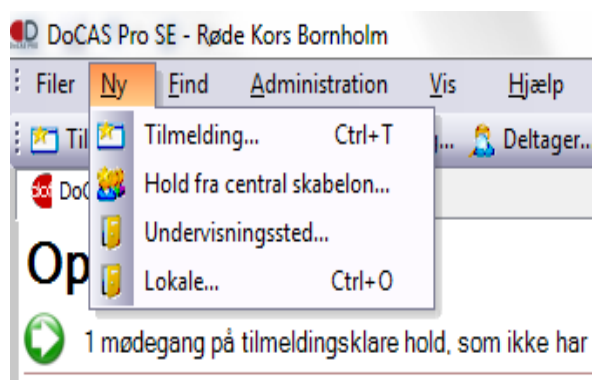 DoCAS Pro SE - Røde Kors Bornholm
Filer Ny Find Administration Vis Hjælp
Deltager..
Tilmelding... Ctrl+T
Hold fra central skabelon...
Undervisningssted...
Lokale... Ctrl+O
1 mødegang på tilmeldingsklare hold, som ikke har